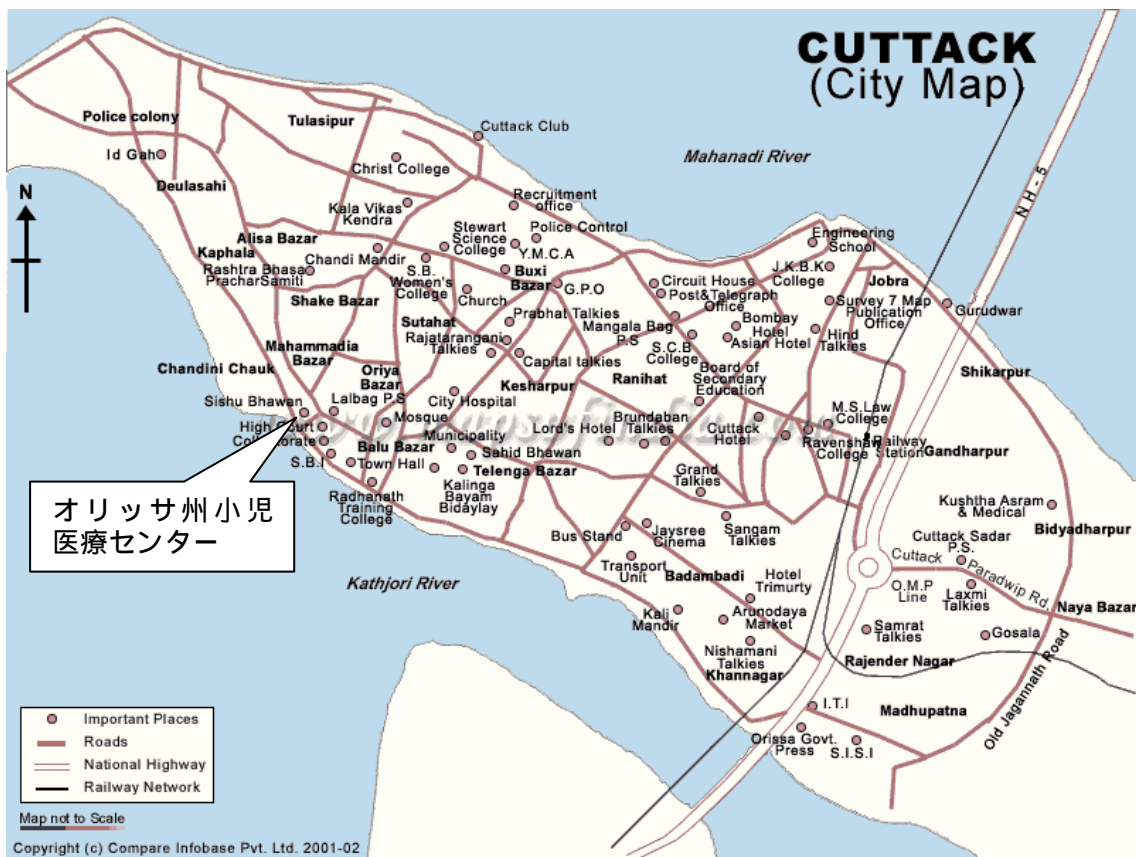 CUTTACK
(City Map)
Police colony
Tulasipur
Cuttack Club
Id Gah
Christ College
Mahanadi River
NH-5
Deulasahi
N
Recruitment
office
Kala Vikas
Kendra
Stewart
Science
College
Police Control
Engineering
School
Alisa Bazar
Y.M.C.A
Kaphala
Chandi Mandir
Rashtra Bhasa
PracharSamiti
S.B.
Women's
College
Buxi
Bazar
J.K.B.K
College
Jobra
Circuit House
G.P.O
Post&Telegraph
Office
Shake Bazar
Church
Survey 7 Map
Publication
Office
Gurudwar
Sutahat
Prabhat Talkies
Mangala Bag
P.S
Bombay
Hotel
Rajatarangani
Talkies
Asian Hotel
Hind
Talkies
Mahammadia
Bazar
S.C.B
College
Capital talkies
Chandini Chauk
Oriya
Bazar
Kesharpur
Ranihat
Board of
Secondary
Education
Shikarpur
Sishu Bhawan
Lalbag P.S
City Hospital
High Court
Mosque
Brundaban
Talkies
M.S.Law
College
Municipality
Lord's Hotel
Cuttack
Hotel
Ravenshaw
College
Railway
Station
Balu Bazar
Sahid Bhawan
Gandharpur
S.B.I
Town Hall
Telenga Bazar
Grand
Talkies
Radhanath
Training
College
Kalinga
Bayam
Bidaylay
Kushtha Asram
& Medical
オリッサ州小児
医療センター
Bus Stand
Jaysree
Cinema
Sangam
Talkies
Bidyadharpur
Cuttack Sadar
P.S.
Transport
Unit
Badambadi
Cuttack Paradwip Rd.
Kathjori River
Hotel
Trimurty
O.M.P
Line
Laxmi
Talkies
Naya Bazar
Kali
Mandir
Arunodaya
Market
Samrat
Talkies
Gosala
Nishamani
Talkies
Khannagar
Rajender Nagar
Old Jagannath Road
I.T.I
Madhupatna
Orissa Govt.
Press
S.I.S.I
Important Places
Roads
National Highway
Railway Network
Map not to Scale
Copyright (c) Compare Infobase Pvt. Ltd. 2001-02